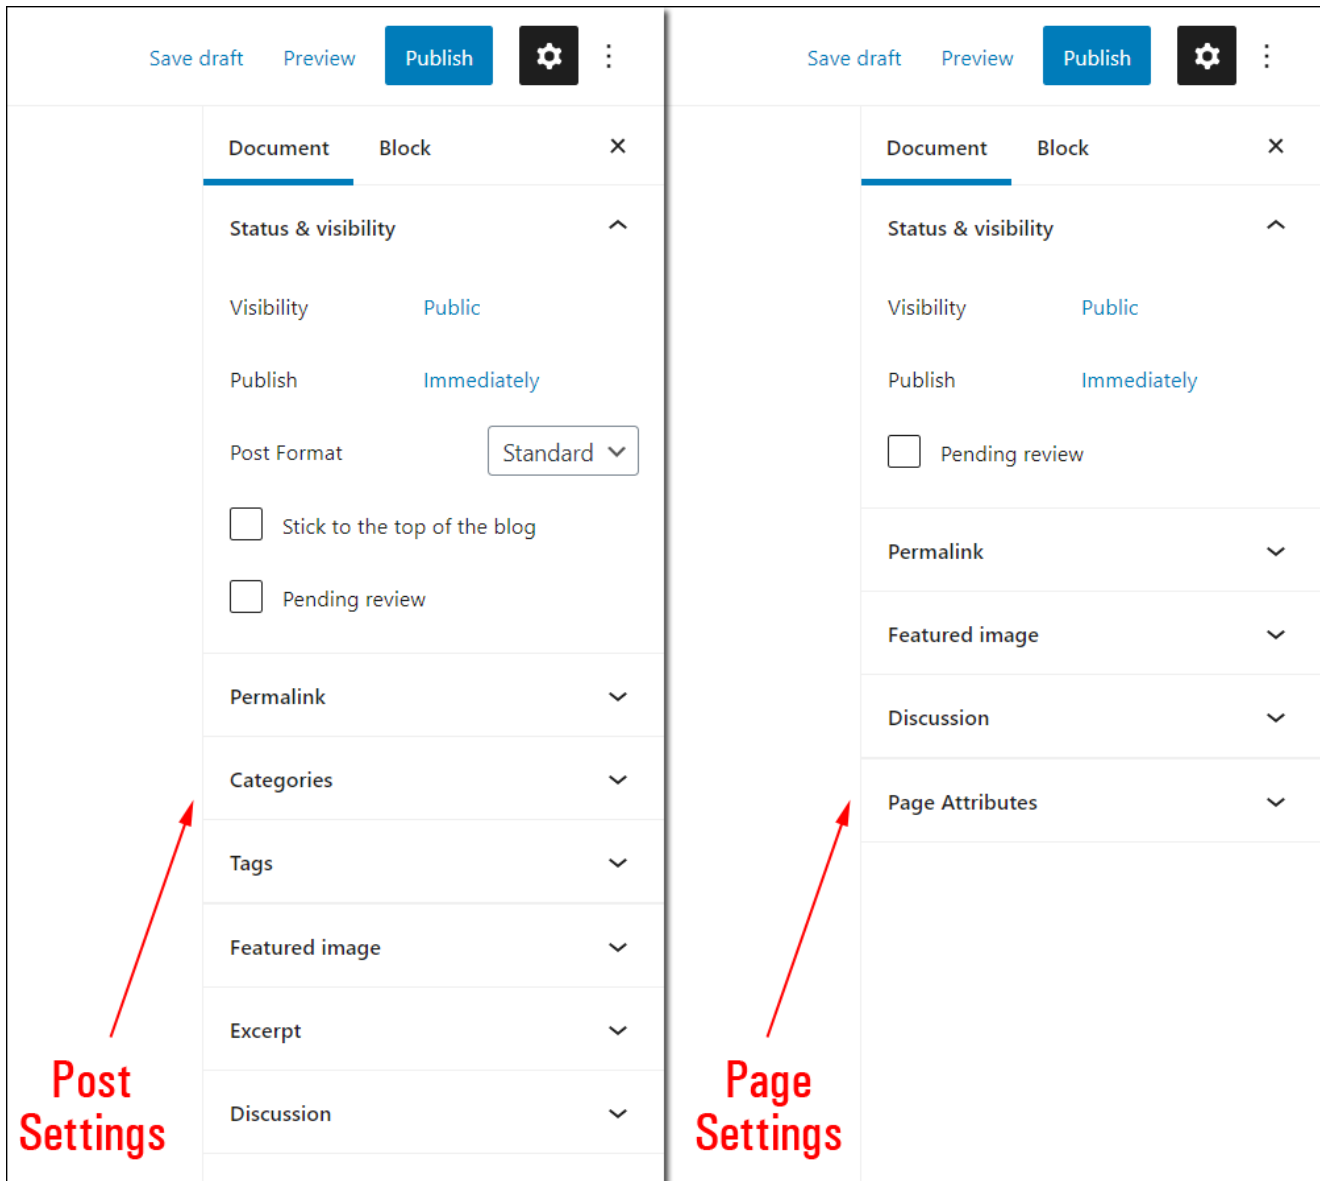 Save draft Preview Publish
Document Block
Status & visibility
Visibility Public
Publish Immediately
Post Format Standard
Stick to the top of the blog
Pending review
Permalink
Categories
Tags
Featured image
Excerpt
Discussion
Post
Settings
Save draft Preview Publish
Document Block
Status & visibility
Visibility Public
Publish Immediately
Pending review
Permalink
Featured image
Discussion
Page Attributes
Page
Settings